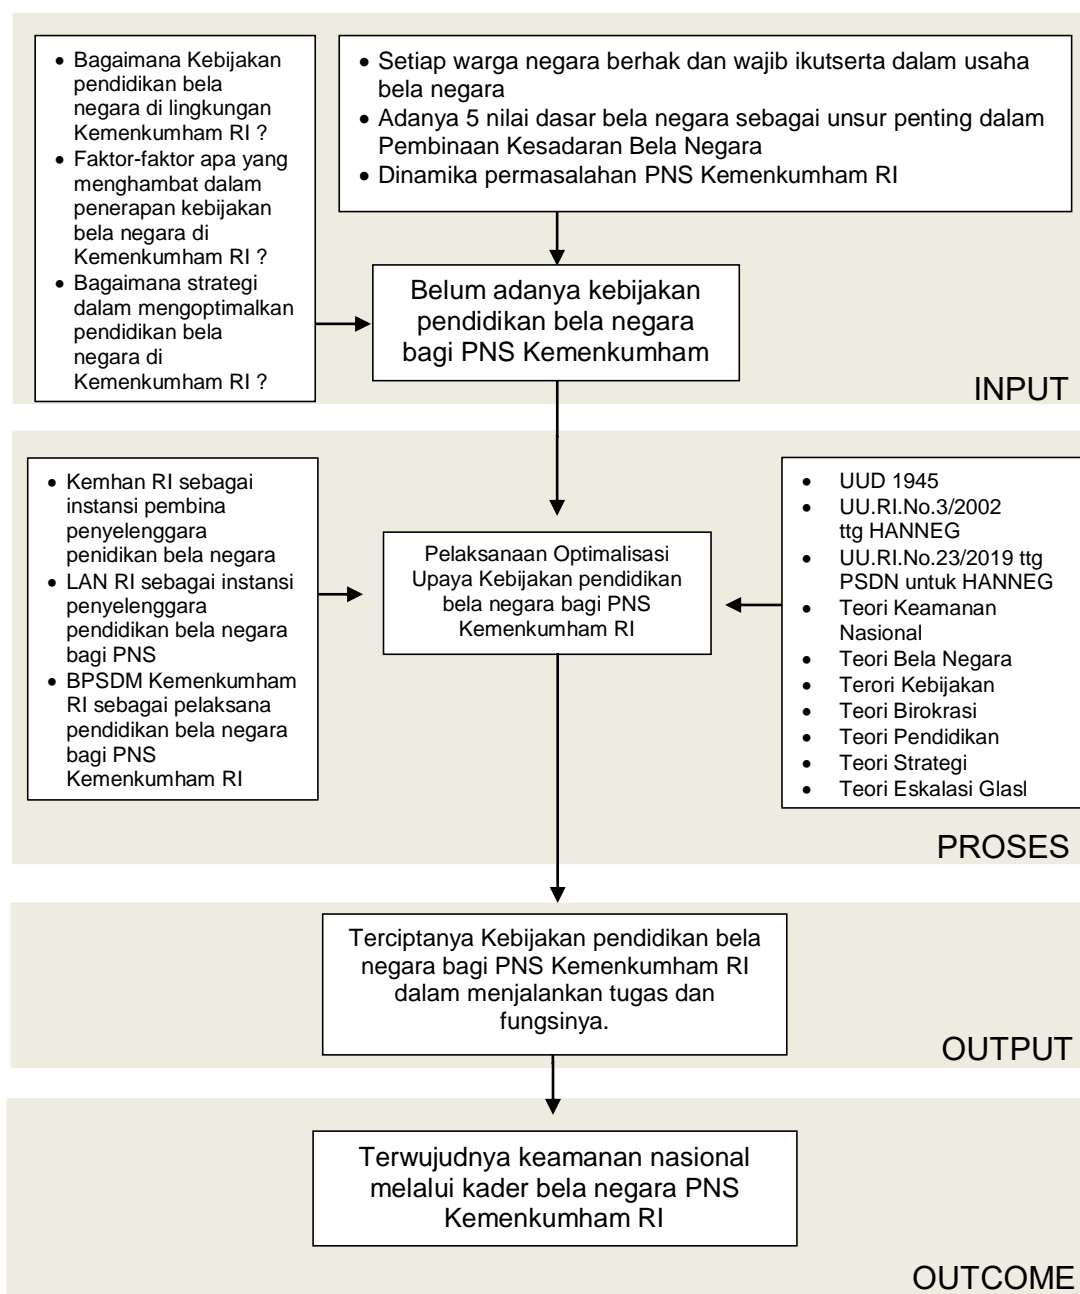 • Bagaimana Kebijakan
pendidikan bela
negara di lingkungan
Kemenkumham RI ?
• Faktor-faktor apa yang
menghambat dalam
penerapan kebijakan
bela negara di
Kemenkumham RI ?
• Bagaimana strategi
dalam mengoptimalkan
pendidikan bela
negara di
Kemenkumham RI ?
• Setiap warga negara berhak dan wajib ikutserta dalam usaha
bela negara
• Adanya 5 nilai dasar bela negara sebagai unsur penting dalam
Pembinaan Kesadaran Bela Negara
• Dinamika permasalahan PNS Kemenkumham RI
Belum adanya kebijakan
pendidikan bela negara
bagi PNS Kemenkumham
INPUT
• Kemhan RI sebagai
instansi pembina
penyelenggara
penidikan bela negara
• LAN RI sebagai instansi
penyelenggara
pendidikan bela negara
bagi PNS
• BPSDM Kemenkumham
RI sebagai pelaksana
pendidikan bela negara
bagi PNS
Kemenkumham RI
Pelaksanaan Optimalisasi
Upaya Kebijakan pendidikan
bela negara bagi PNS
Kemenkumham RI
• UUD 1945
• UU.RI.No.3/2002
ttg HANNEG
• UU.RI.No.23/2019 ttg
PSDN untuk HANNEG
• Teori Keamanan
Nasional
• Teori Bela Negara
• Terori Kebijakan
• Teori Birokrasi
• Teori Pendidikan
• Teori Strategi
• Teori Eskalasi Glasl
PROSES
Terciptanya Kebijakan pendidikan bela
negara bagi PNS Kemenkumham RI
dalam menjalankan tugas dan
fungsinya.
OUTPUT
Terwujudnya keamanan nasional
melalui kader bela negara PNS
Kemenkumham RI
OUTCOME